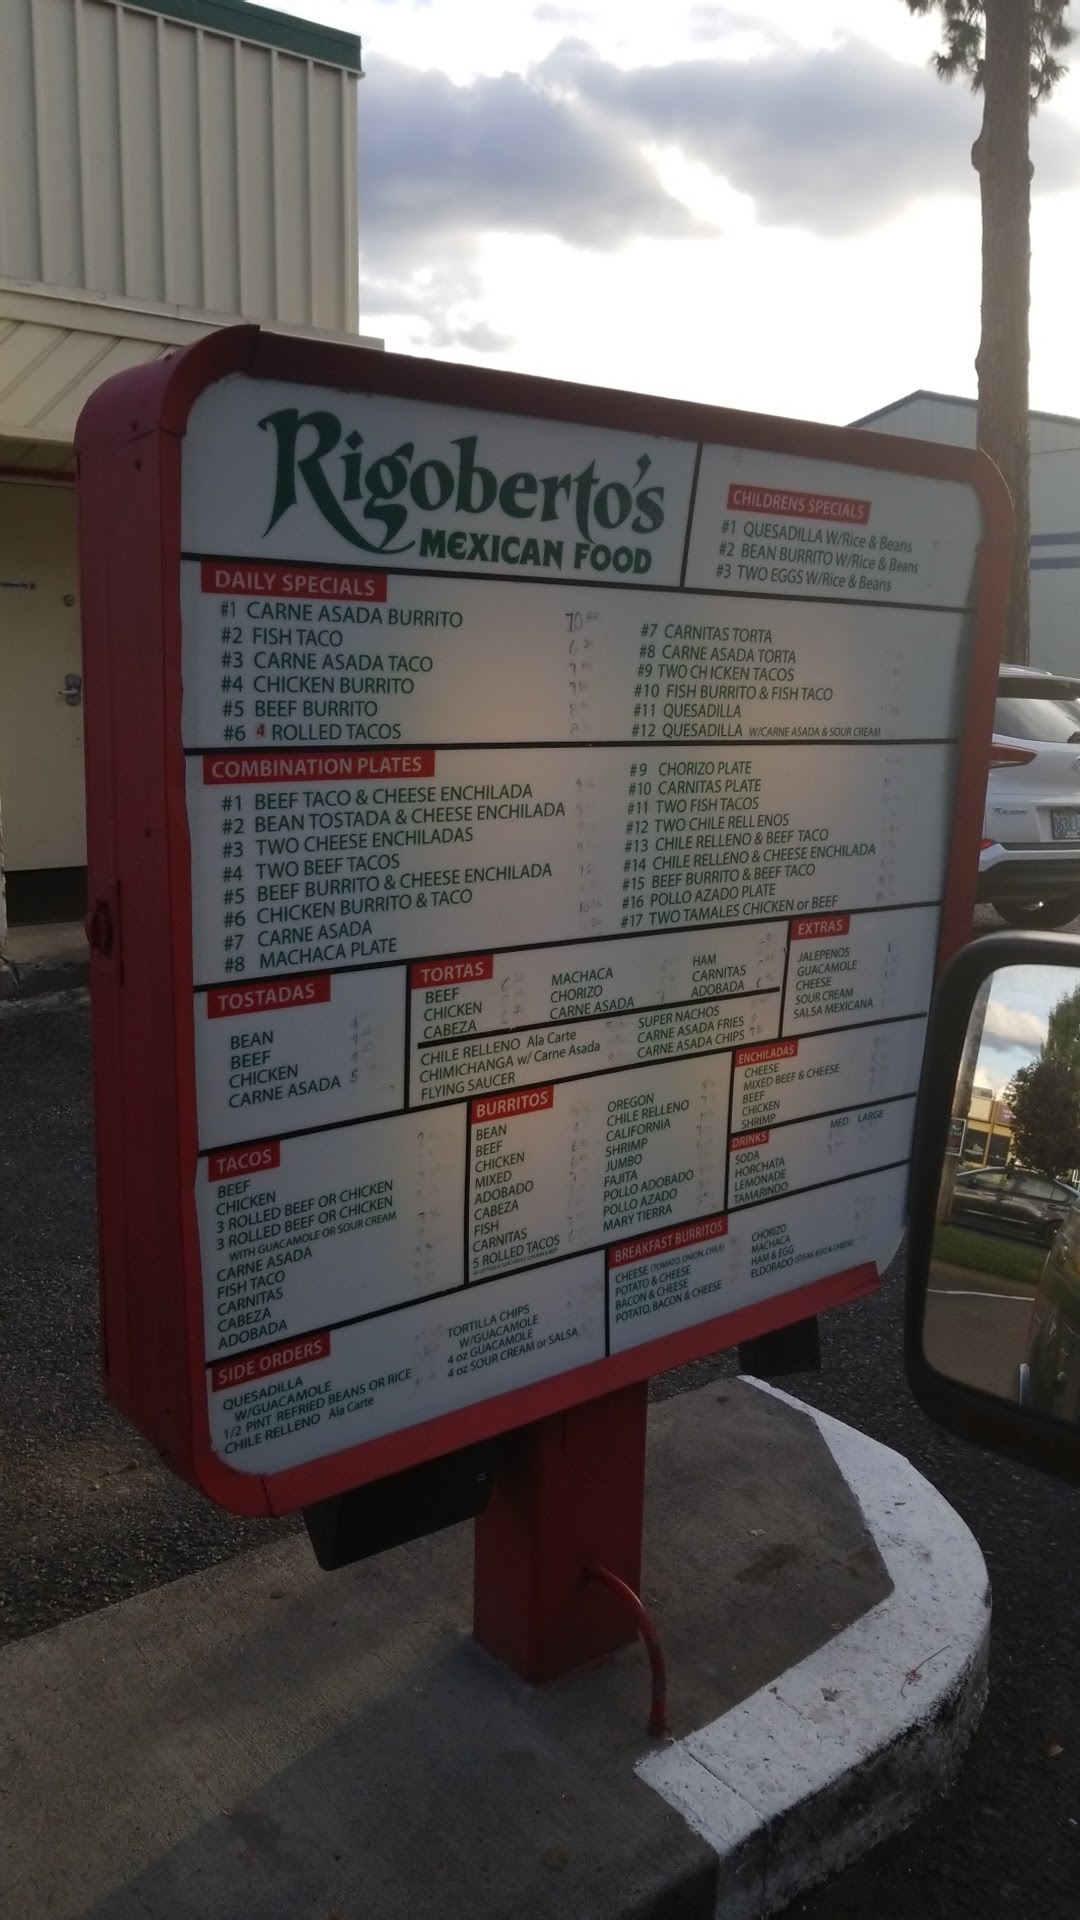 Rigoberto's
MEXICAN FOOD
CHILDRENS SPECIALS
#1 QUESADILLA W/Rice & Beans
#2 BEAN BURRITO W/Rice & Beans
#3 TWO EGGS W/Rice & Beans
DAILY SPECIALS
#1 CARNE ASADA BURRITO
#2 FISH TACO
#3 CARNE ASADA TACO
#4 CHICKEN BURRITO
#5 BEEF BURRITO
#6 4 ROLLED TACOS
#7 CARNITAS TORTA
#8 CARNE ASADA TORTA
#9 TWO CHICKEN TACOS
#10 FISH BURRITO & FISH TACO
#11 QUESADILLA
#12 QUESADILLA W/CARNE ASADA & SOUR CREAM
COMBINATION PLATES
#1 BEEF TACO & CHEESE ENCHILADA
#2 BEAN TOSTADA & CHEESE ENCHILADA
#3 TWO CHEESE ENCHILADAS
#4 TWO BEEF TACOS
#5 BEEF BURRITO & CHEESE ENCHILADA
#6 CHICKEN BURRITO & TACO
#7 CARNE ASADA
#8 MACHACA PLATE
#9 CHORIZO PLATE
#10 CARNITAS PLATE
#11 TWO FISH TACOS
#12 TWO CHILE RELLENOS
#13 CHILE RELLENO & BEEF TACO
#14 CHILE RELLENO & CHEESE ENCHILADA
#15 BEEF BURRITO & BEEF TACO
#16 POLLO AZADO PLATE
#17 TWO TAMALES CHICKEN or BEEF
TOSTADAS
BEAN
BEEF
CHICKEN
CARNE ASADA
TORTAS
BEEF
CHICKEN
CABEZA
MACHACA
CHORIZO
CARNE ASADA
HAM
CARNITAS
ADOBADA
EXTRAS
JALEPENOS
GUACAMOLE
CHEESE
SOUR CREAM
SALSA MEXICANA
CHILE RELLENO Ala Carte
CHIMICHANGA w/ Carne Asada
FLYING SAUCER
SUPER NACHOS
CARNE ASADA FRIES
CARNE ASADA CHIPS
TACOS
BEEF
CHICKEN
3 ROLLED BEEF OR CHICKEN
3 ROLLED BEEF OR CHICKEN
WITH GUACAMOLE OR SOUR CREAM
CARNE ASADA
FISH TACO
CARNITAS
CABEZA
ADOBADA
BURRITOS
BEAN
BEEF
CHICKEN
MIXED
ADOBADO
CABEZA
FISH
CARNITAS
5 ROLLED TACOS
OREGON
CHILE RELLENO
CALIFORNIA
SHRIMP
JUMBO
FAJITA
POLLO ADOBADO
POLLO AZADO
MARY TIERRA
ENCHILADAS
CHEESE
MIXED BEEF & CHEESE
BEEF
CHICKEN
SHRIMP
DRINKS MED LARGE
SODA
HORCHATA
LEMONADE
TAMARINDO
SIDE ORDERS
QUESADILLA
W/GUACAMOLE
1/2 PINT REFRIED BEANS OR RICE
CHILE RELLENO Ala Carte
TORTILLA CHIPS
W/GUACAMOLE
4 oz GUACAMOLE
4 oz SOUR CREAM or SALSA
BREAKFAST BURRITOS
CHEESE (TOMATO, ONION, CHILE)
POTATO & CHEESE
BACON & CHEESE
POTATO, BACON & CHEESE
CHORIZO
MACHACA
HAM & EGG
ELDORADO (STEAK, EGG & CHEESE)
TUCSON